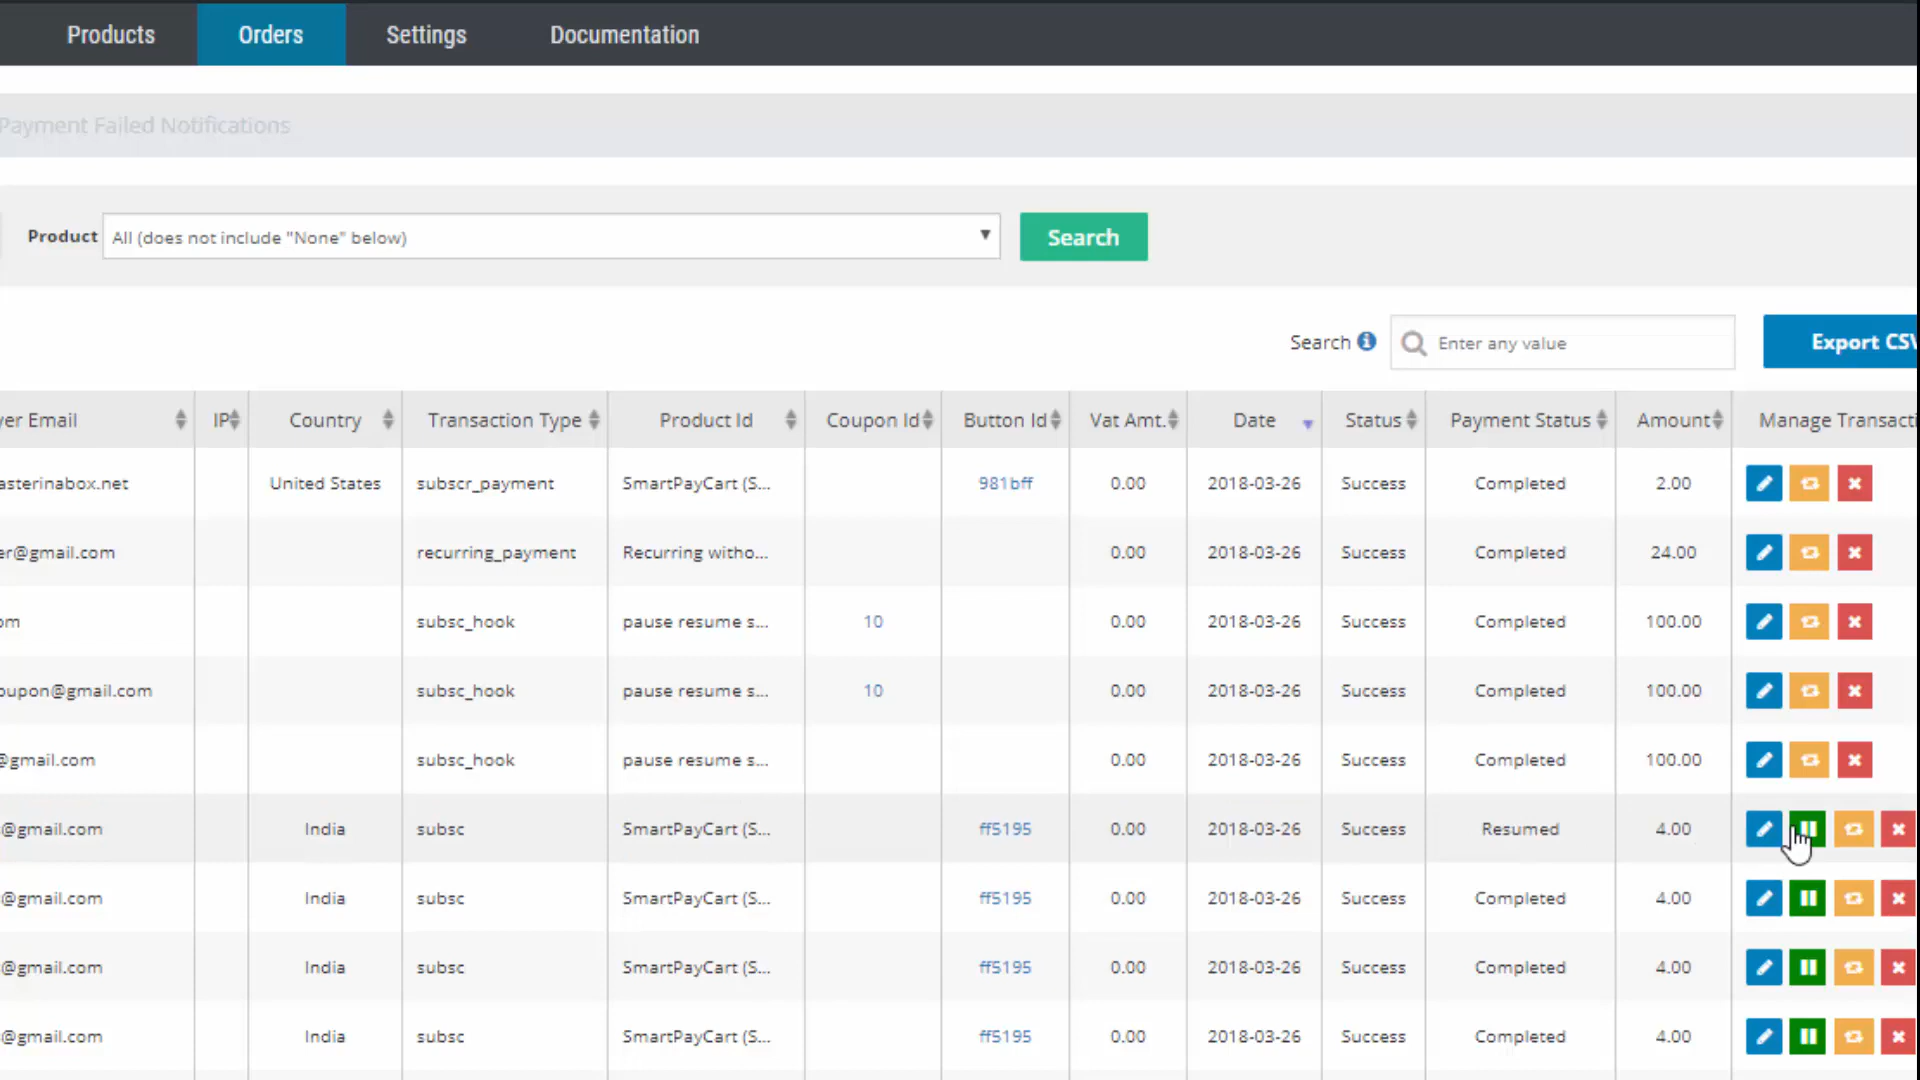 Products Orders Settings Documentation
Payment Failed Notifications
Product All (does not include "None" below) Search
Search Enter any value Export CSV
yer Email IP Country Transaction Type Product Id Coupon Id Button Id Vat Amt. Date Status Payment Status Amount Manage Transacti
asterinabox.net United States subscr_payment SmartPayCart (S... 981bff 0.00 2018-03-26 Success Completed 2.00
er@gmail.com recurring_payment Recurring witho... 0.00 2018-03-26 Success Completed 24.00
om subsc_hook pause resume s... 10 0.00 2018-03-26 Success Completed 100.00
oupon@gmail.com subsc_hook pause resume s... 10 0.00 2018-03-26 Success Completed 100.00
@gmail.com subsc_hook pause resume s... 0.00 2018-03-26 Success Completed 100.00
@gmail.com India subsc SmartPayCart (S... ff5195 0.00 2018-03-26 Success Resumed 4.00
@gmail.com India subsc SmartPayCart (S... ff5195 0.00 2018-03-26 Success Completed 4.00
@gmail.com India subsc SmartPayCart (S... ff5195 0.00 2018-03-26 Success Completed 4.00
@gmail.com India subsc SmartPayCart (S... ff5195 0.00 2018-03-26 Success Completed 4.00